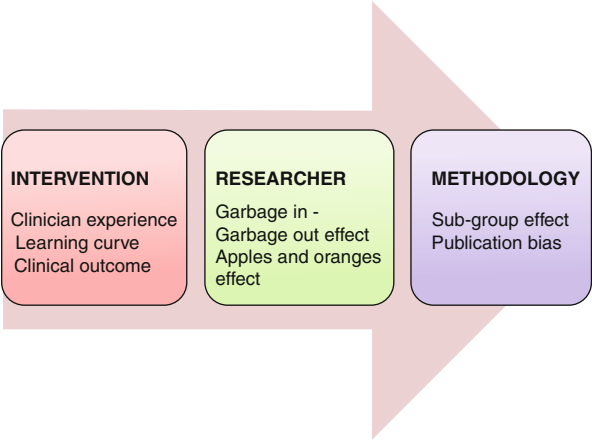 INTERVENTION
Clinician experience
Learning curve
Clinical outcome
RESEARCHER
Garbage in -
Garbage out effect
Apples and oranges
effect
METHODOLOGY
Sub-group effect
Publication bias